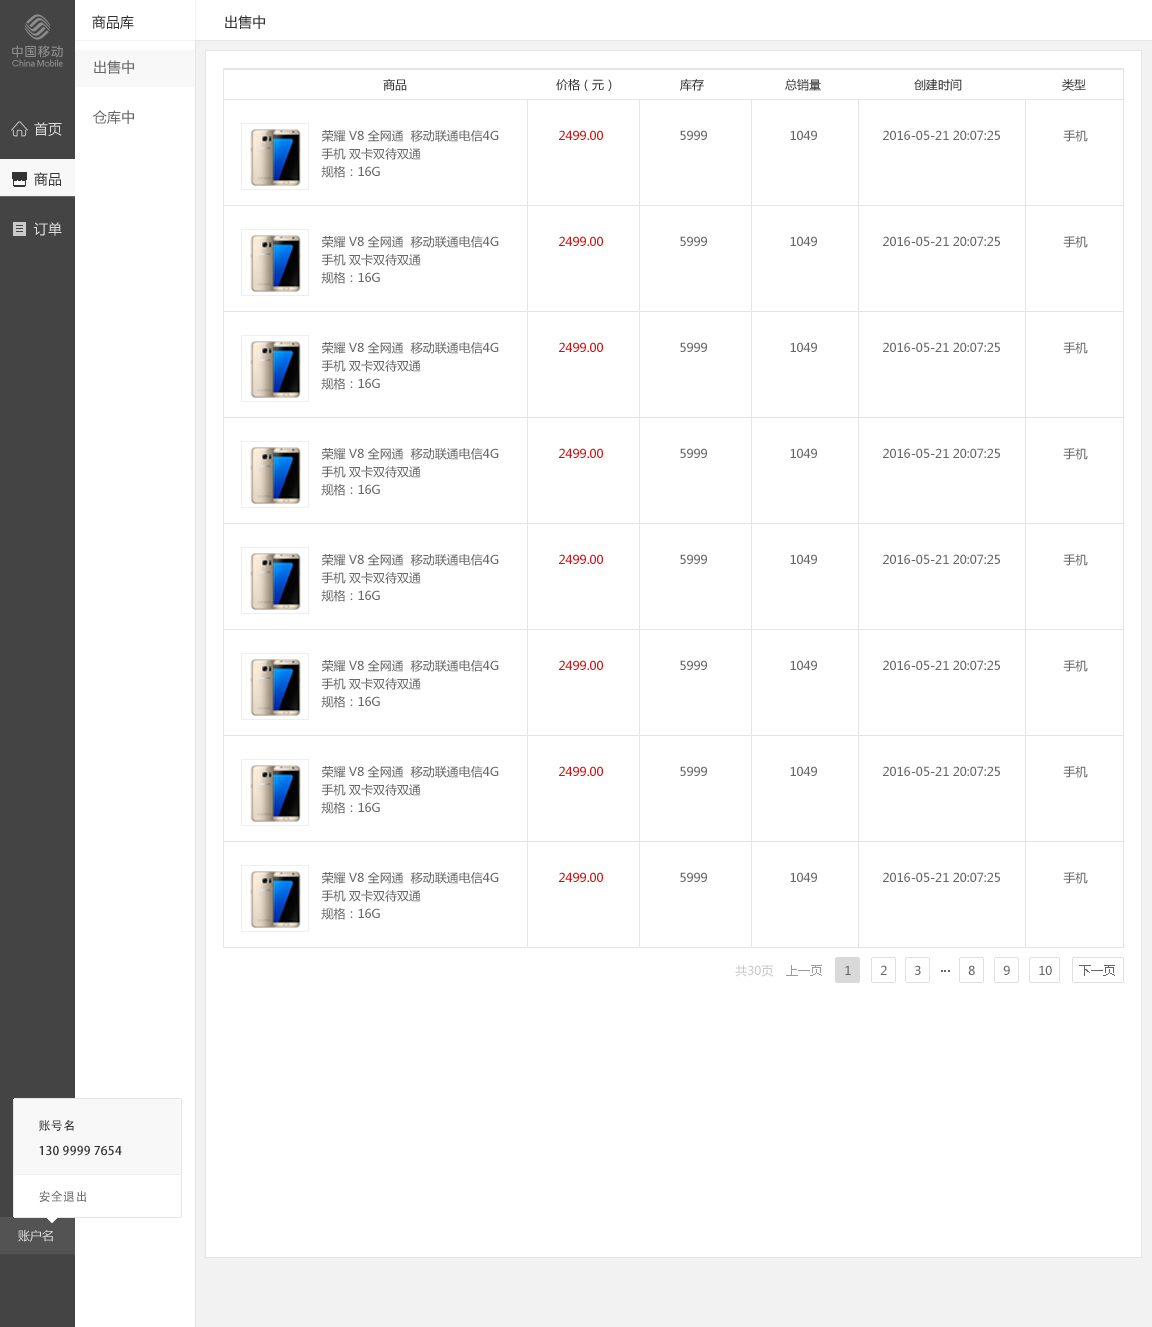 中国移动
China Mobile
首页
商品
订单
商品库
出售中
仓库中
出售中
商品 价格（元） 库存 总销量 创建时间 类型
荣耀 V8 全网通 移动联通电信4G 2499.00 5999 1049 2016-05-21 20:07:25 手机
手机 双卡双待双通
规格：16G
荣耀 V8 全网通 移动联通电信4G 2499.00 5999 1049 2016-05-21 20:07:25 手机
手机 双卡双待双通
规格：16G
荣耀 V8 全网通 移动联通电信4G 2499.00 5999 1049 2016-05-21 20:07:25 手机
手机 双卡双待双通
规格：16G
荣耀 V8 全网通 移动联通电信4G 2499.00 5999 1049 2016-05-21 20:07:25 手机
手机 双卡双待双通
规格：16G
荣耀 V8 全网通 移动联通电信4G 2499.00 5999 1049 2016-05-21 20:07:25 手机
手机 双卡双待双通
规格：16G
荣耀 V8 全网通 移动联通电信4G 2499.00 5999 1049 2016-05-21 20:07:25 手机
手机 双卡双待双通
规格：16G
荣耀 V8 全网通 移动联通电信4G 2499.00 5999 1049 2016-05-21 20:07:25 手机
手机 双卡双待双通
规格：16G
荣耀 V8 全网通 移动联通电信4G 2499.00 5999 1049 2016-05-21 20:07:25 手机
手机 双卡双待双通
规格：16G
共30页 上一页 1 2 3 ··· 8 9 10 下一页
账号名
130 9999 7654
安全退出
账户名